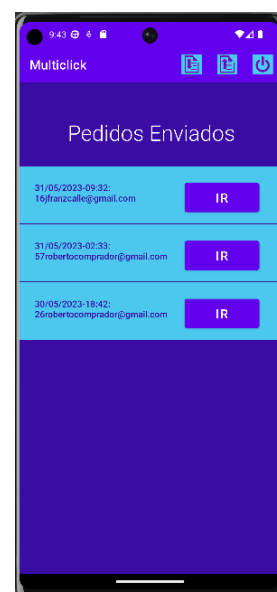 9:43
Multiclick
Pedidos Enviados
31/05/2023-09:32:
16jfranzcalle@gmail.com
IR
31/05/2023-02:33:
57robertocomprador@gmail.com
IR
30/05/2023-18:42:
26robertocomprador@gmail.com
IR